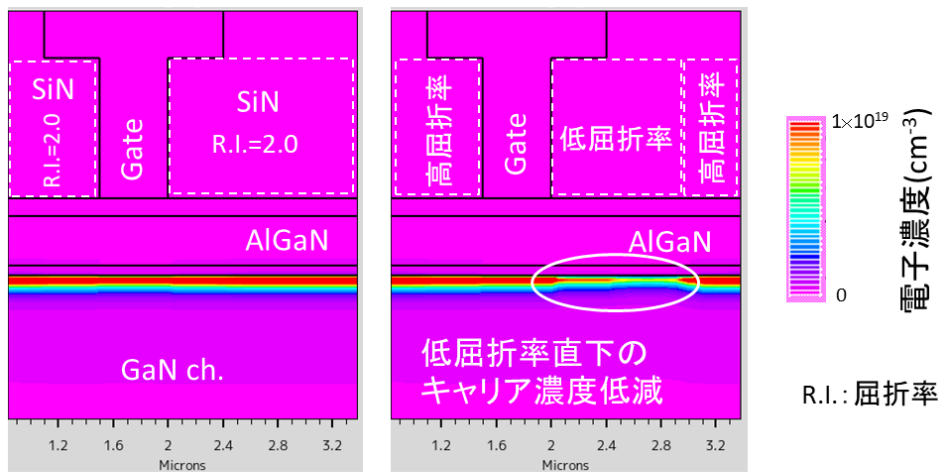 SiN
R.I.=2.0
Gate
SiN
R.I.=2.0
AlGaN
GaN ch.
1.2 1.6 2 2.4 2.8 3.2
Microns
高屈折率
Gate
低屈折率
高屈折率
AlGaN
低屈折率直下の
キャリア濃度低減
1.2 1.6 2 2.4 2.8 3.2
Microns
1×10¹⁹
0
電子濃度(cm⁻³)
R.I.：屈折率